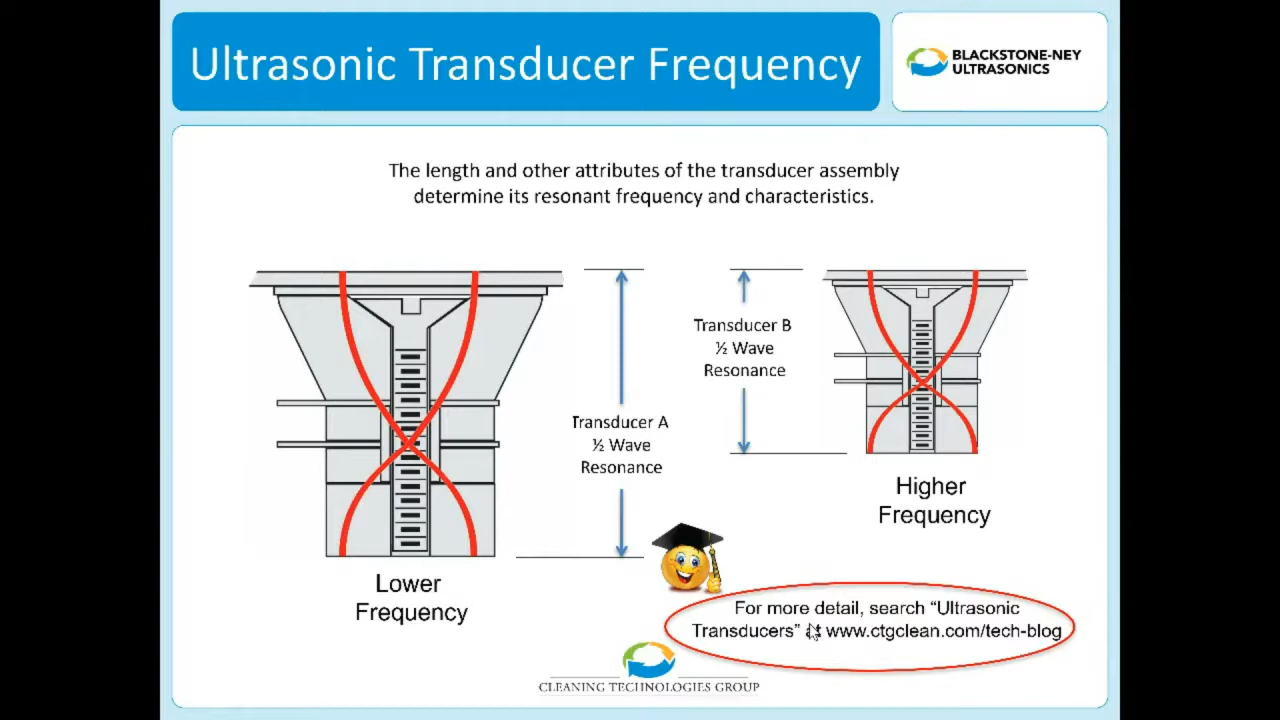 Ultrasonic Transducer Frequency
BLACKSTONE-NEY
ULTRASONICS
The length and other attributes of the transducer assembly
determine its resonant frequency and characteristics.
Transducer A
½ Wave
Resonance
Transducer B
½ Wave
Resonance
Lower
Frequency
Higher
Frequency
For more detail, search “Ultrasonic
Transducers” at www.ctgclean.com/tech-blog
CLEANING TECHNOLOGIES GROUP